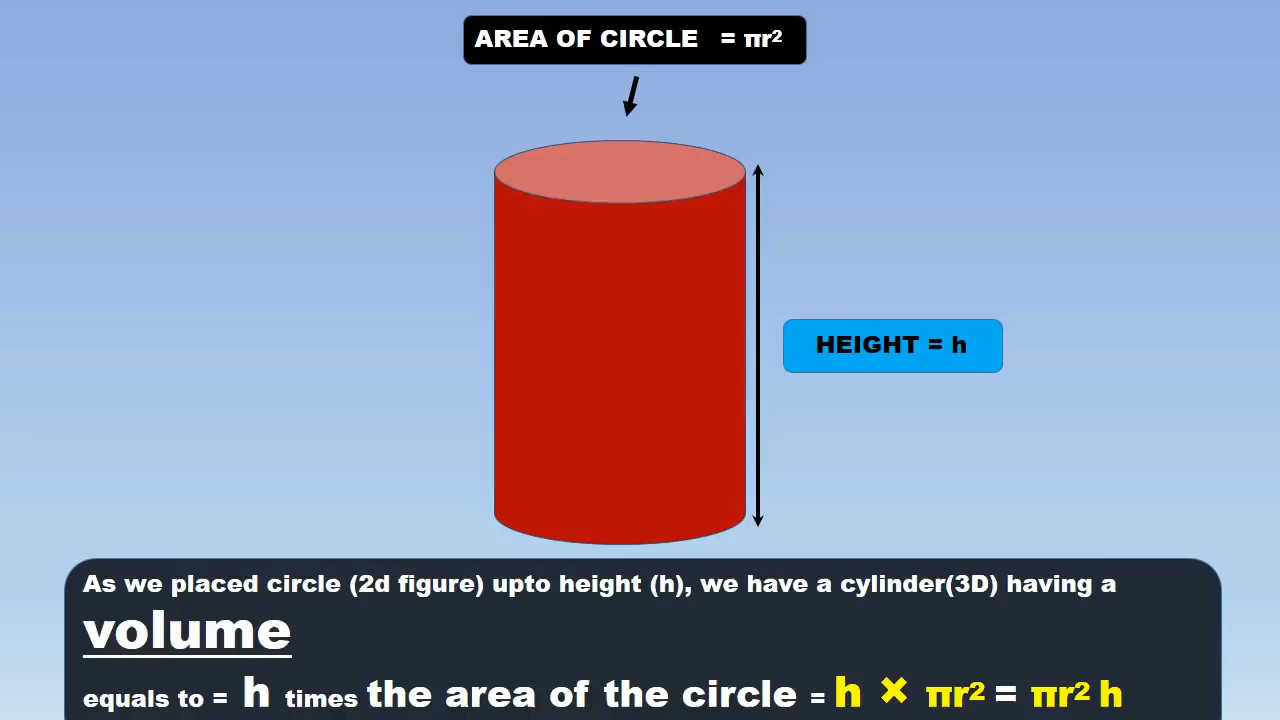 AREA OF CIRCLE = πr²
HEIGHT = h
As we placed circle (2d figure) upto height (h), we have a cylinder(3D) having a
volume
equals to = h times the area of the circle = h × πr² = πr² h